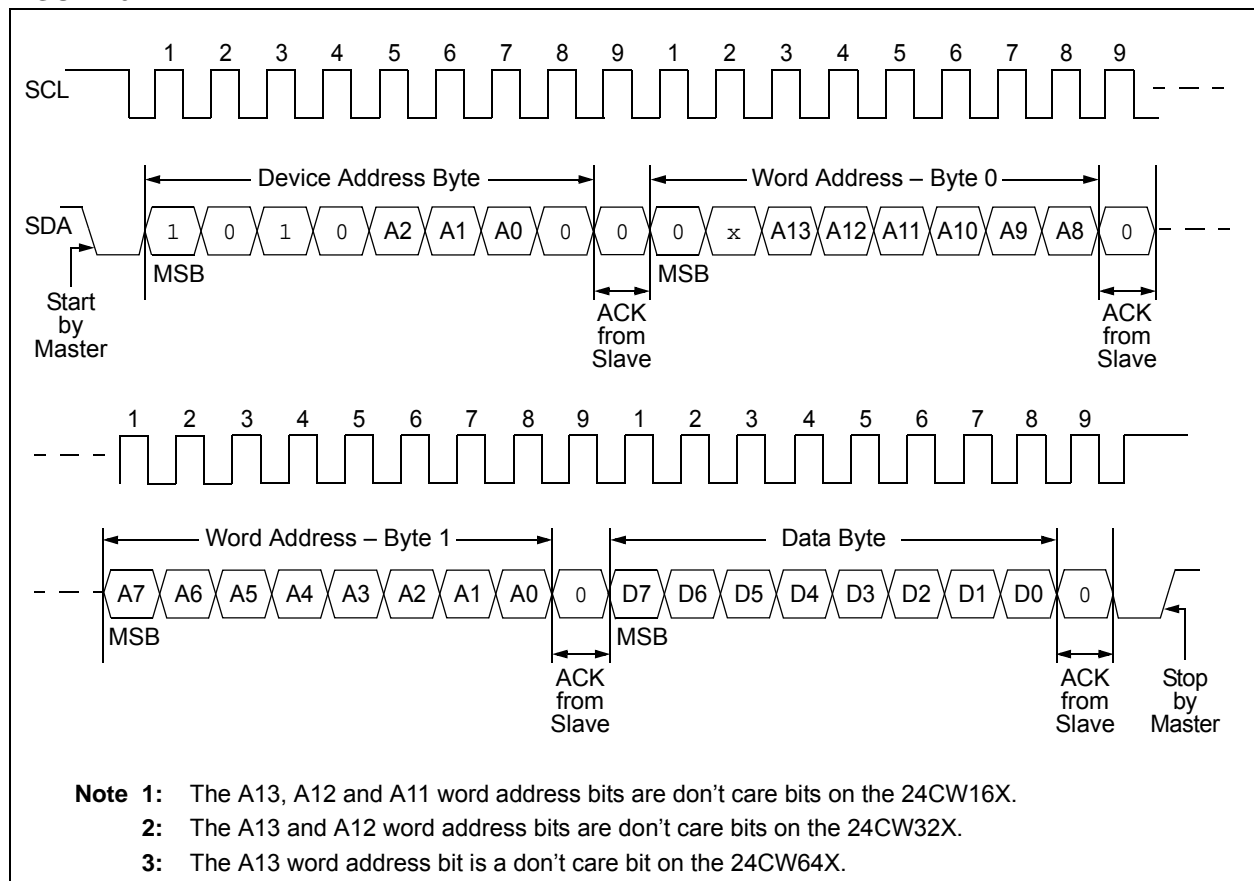 1 2 3 4 5 6 7 8 9 1 2 3 4 5 6 7 8 9
SCL
Device Address Byte
Word Address – Byte 0
SDA
1 0 1 0 A2 A1 A0 0 0 0 x A13 A12 A11 A10 A9 A8 0
MSB
MSB
Start
by
Master
ACK
from
Slave
ACK
from
Slave
1 2 3 4 5 6 7 8 9 1 2 3 4 5 6 7 8 9
Word Address – Byte 1
Data Byte
A7 A6 A5 A4 A3 A2 A1 A0 0 D7 D6 D5 D4 D3 D2 D1 D0 0
MSB
MSB
ACK
from
Slave
ACK
from
Slave
Stop
by
Master
Note 1: The A13, A12 and A11 word address bits are don’t care bits on the 24CW16X.
2: The A13 and A12 word address bits are don’t care bits on the 24CW32X.
3: The A13 word address bit is a don’t care bit on the 24CW64X.